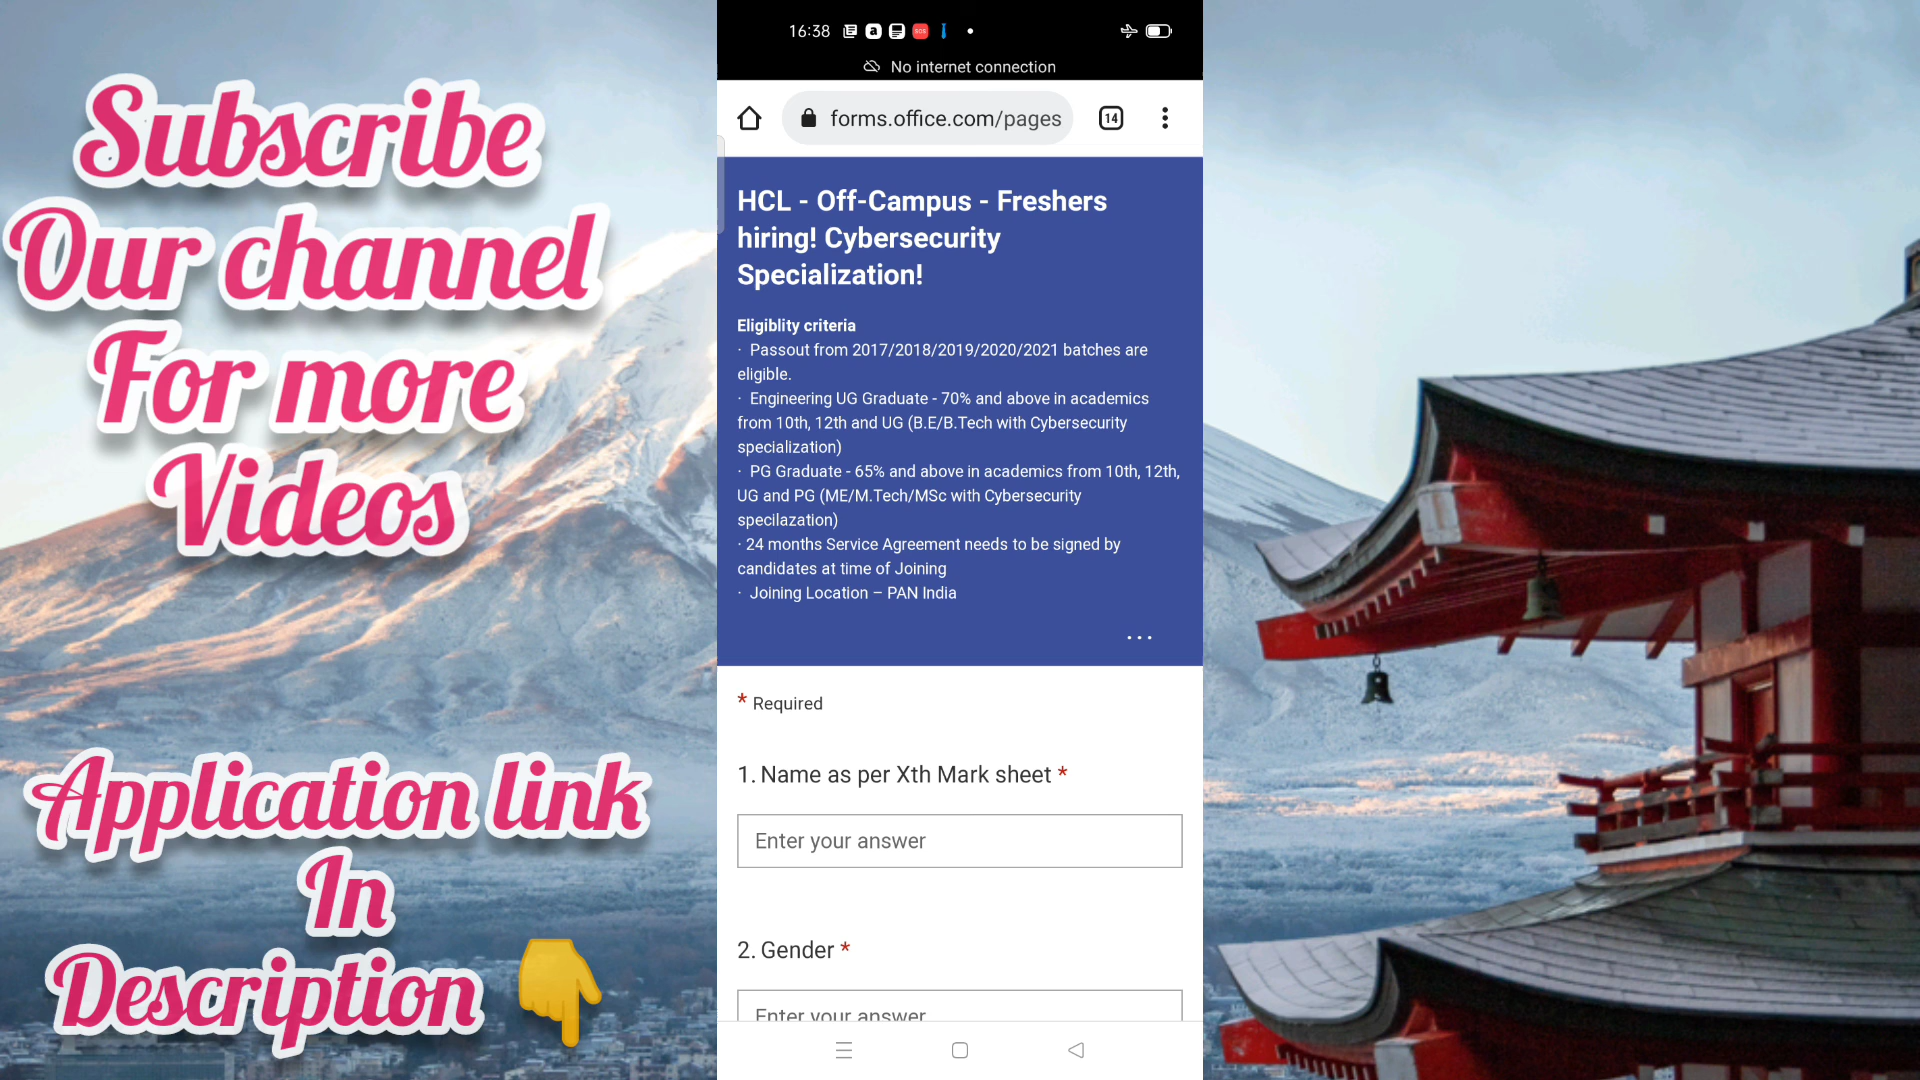 Subscribe
Our channel
For more
Videos
Application link
In
Description
16:38
No internet connection
forms.office.com/pages
14
HCL - Off-Campus - Freshers
hiring! Cybersecurity
Specialization!
Eligiblity criteria
· Passout from 2017/2018/2019/2020/2021 batches are
eligible.
· Engineering UG Graduate - 70% and above in academics
from 10th, 12th and UG (B.E/B.Tech with Cybersecurity
specialization)
· PG Graduate - 65% and above in academics from 10th, 12th,
UG and PG (ME/M.Tech/MSc with Cybersecurity
specilazation)
· 24 months Service Agreement needs to be signed by
candidates at time of Joining
· Joining Location – PAN India
...
* Required
1. Name as per Xth Mark sheet *
Enter your answer
2. Gender *
Enter your answer